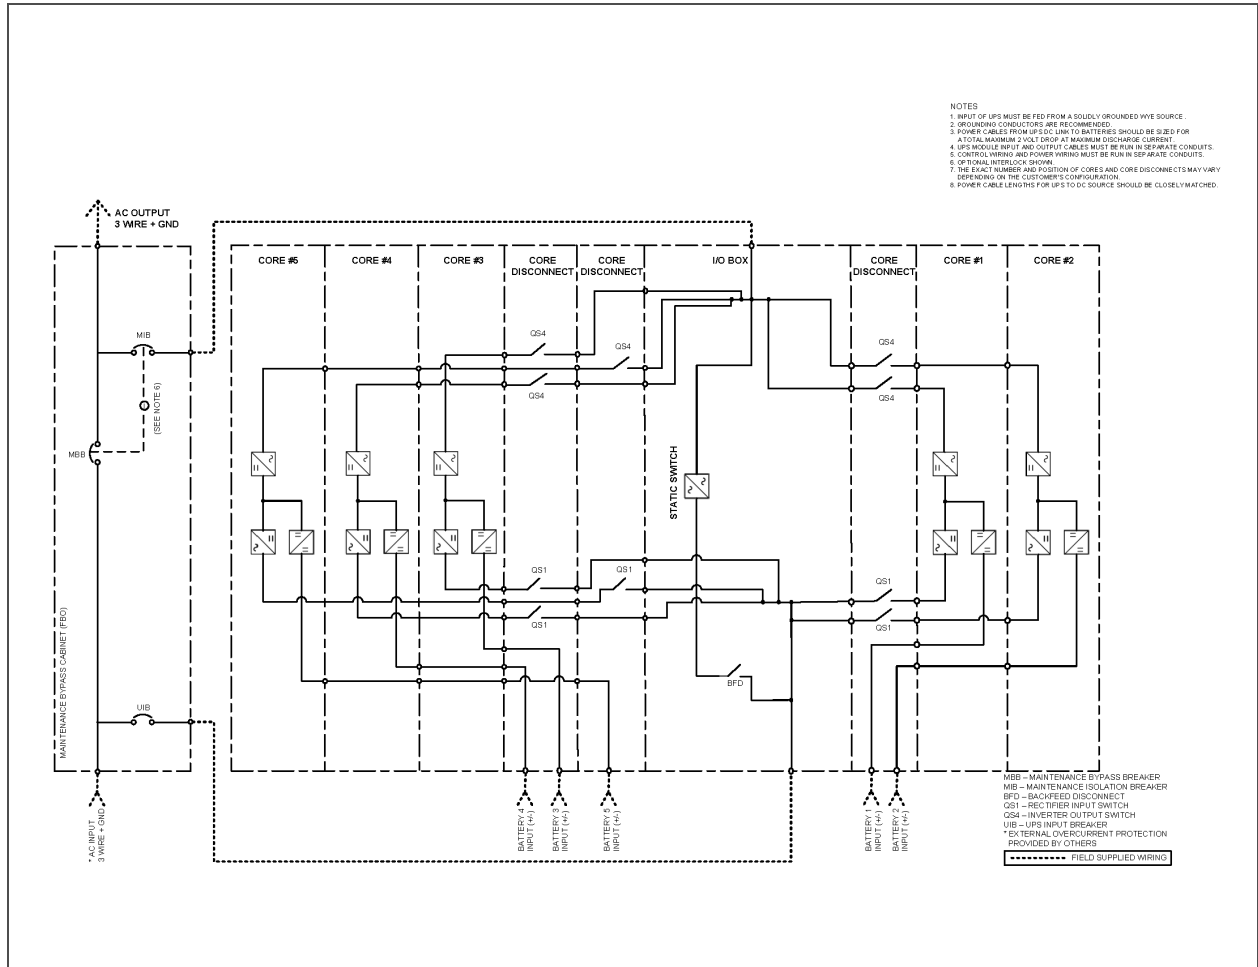 NOTES
1. INPUT OF UPS MUST BE FED FROM A SOLIDLY GROUNDED WYE SOURCE .
2. GROUNDING CONDUCTORS ARE RECOMMENDED.
3. POWER CABLES FROM UPS DC LINK TO BATTERIES SHOULD BE SIZED FOR
A TOTAL MAXIMUM 2 VOLT DROP AT MAXIMUM DISCHARGE CURRENT.
4. UPS MODULE INPUT AND OUTPUT CABLES MUST BE RUN IN SEPARATE CONDUITS.
5. CONTROL WIRING AND POWER WIRING MUST BE RUN IN SEPARATE CONDUITS.
6. OPTIONAL INTERLOCK SHOWN.
7. THE EXACT NUMBER AND POSITION OF CORES AND CORE DISCONNECTS MAY VARY
DEPENDING ON THE CUSTOMER'S CONFIGURATION.
8. POWER CABLE LENGTHS FOR UPS TO DC SOURCE SHOULD BE CLOSELY MATCHED.
AC OUTPUT
3 WIRE + GND
CORE #5
CORE #4
CORE #3
CORE
DISCONNECT
CORE
DISCONNECT
I/O BOX
CORE
DISCONNECT
CORE #1
CORE #2
MIB
(SEE NOTE 6)
MBB
QS4
QS4
QS4
QS4
QS4
STATIC SWITCH
QS1
QS1
QS1
QS1
QS1
BFD
UIB
MAINTENANCE BYPASS CABINET (FBO)
* AC INPUT
3 WIRE + GND
BATTERY 4
INPUT (+/-)
BATTERY 3
INPUT (+/-)
BATTERY 5
INPUT (+/-)
BATTERY 1
INPUT (+/-)
BATTERY 2
INPUT (+/-)
MBB – MAINTENANCE BYPASS BREAKER
MIB – MAINTENANCE ISOLATION BREAKER
BFD – BACKFEED DISCONNECT
QS1 – RECTIFIER INPUT SWITCH
QS4 – INVERTER OUTPUT SWITCH
UIB – UPS INPUT BREAKER
* EXTERNAL OVERCURRENT PROTECTION
PROVIDED BY OTHERS
FIELD SUPPLIED WIRING